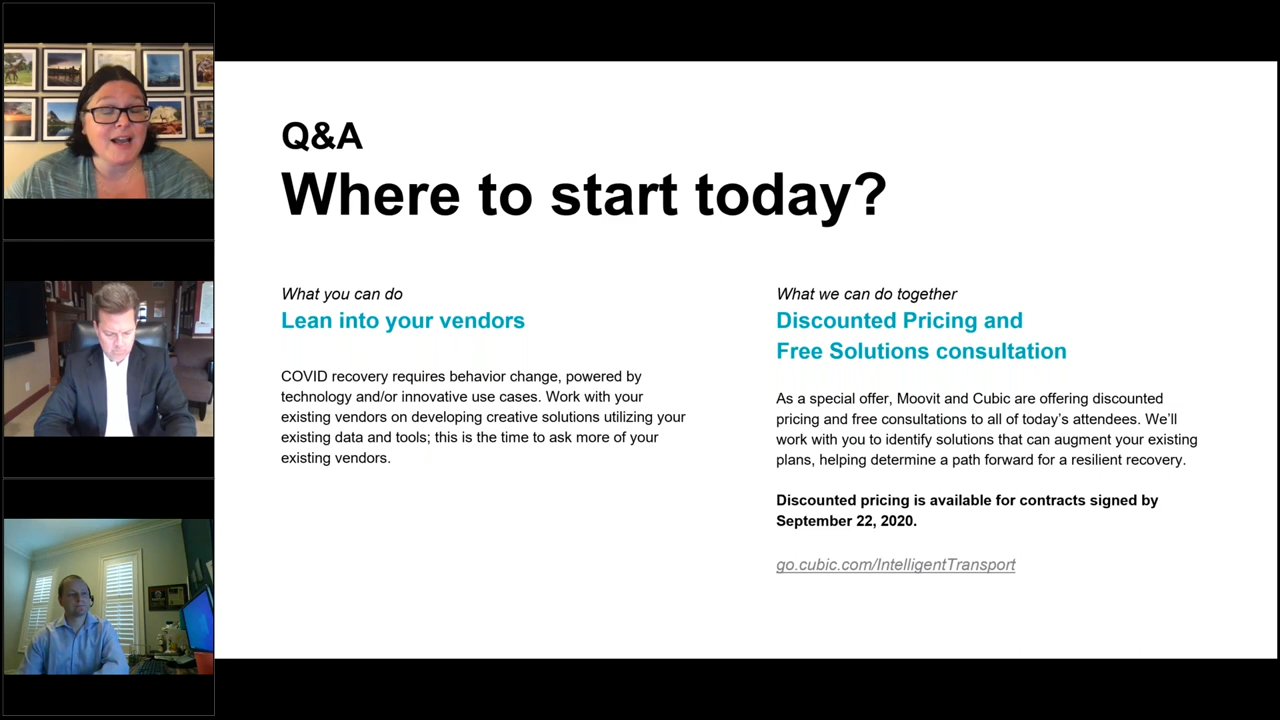 Q&A
Where to start today?
What you can do
Lean into your vendors
COVID recovery requires behavior change, powered by
technology and/or innovative use cases. Work with your
existing vendors on developing creative solutions utilizing your
existing data and tools; this is the time to ask more of your
existing vendors.
What we can do together
Discounted Pricing and
Free Solutions consultation
As a special offer, Moovit and Cubic are offering discounted
pricing and free consultations to all of today’s attendees. We’ll
work with you to identify solutions that can augment your existing
plans, helping determine a path forward for a resilient recovery.
Discounted pricing is available for contracts signed by
September 22, 2020.
go.cubic.com/IntelligentTransport